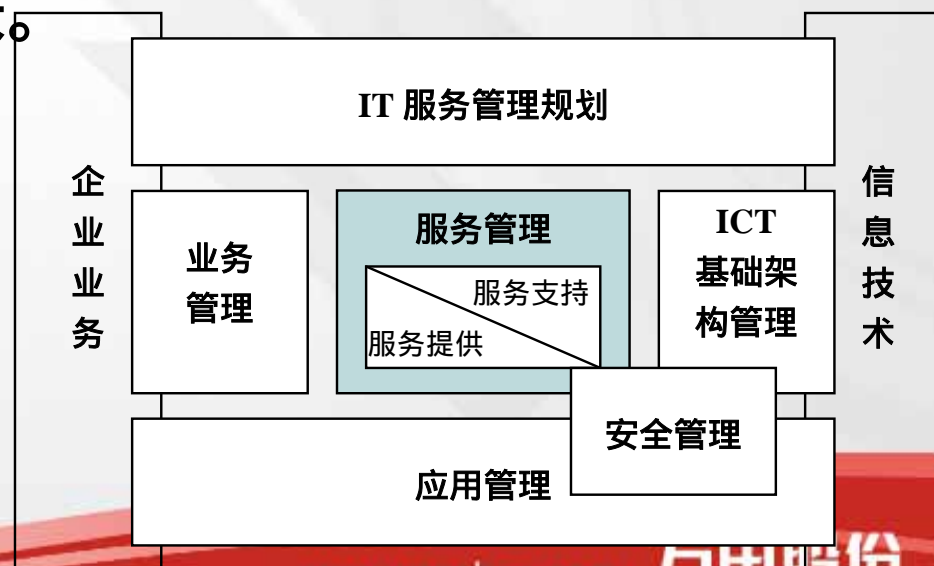 。
IT 服务管理规划
企
业
业
务
业务
管理
服务管理
服务支持
服务提供
ICT
基础架
构管理
信
息
技
术
安全管理
应用管理